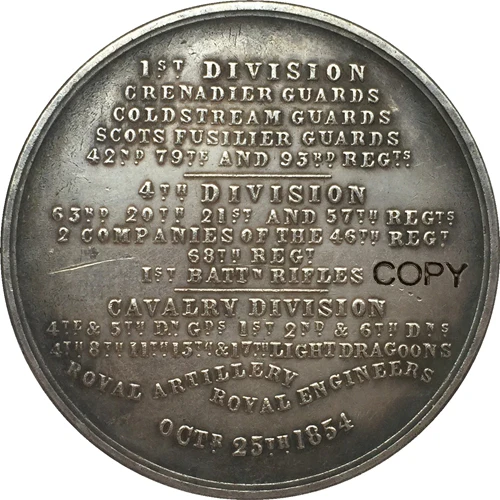 1ST DIVISION
GRENADIER GUARDS
COLDSTREAM GUARDS
SCOTS FUSILIER GUARDS
42ND 79TH AND 93RD REGTS
4TH DIVISION
63RD 20TH 21ST AND 57TH REGTS
2 COMPANIES OF THE 46TH REGT
68TH REGT
1ST BATTN RIFLES
COPY
CAVALRY DIVISION
4TH & 5TH DN GDS 1ST 2ND & 6TH DNS
4TH 8TH 11TH 13TH & 17TH LIGHT DRAGOONS
ROYAL ARTILLERY
ROYAL ENGINEERS
OCTR 25TH 1854